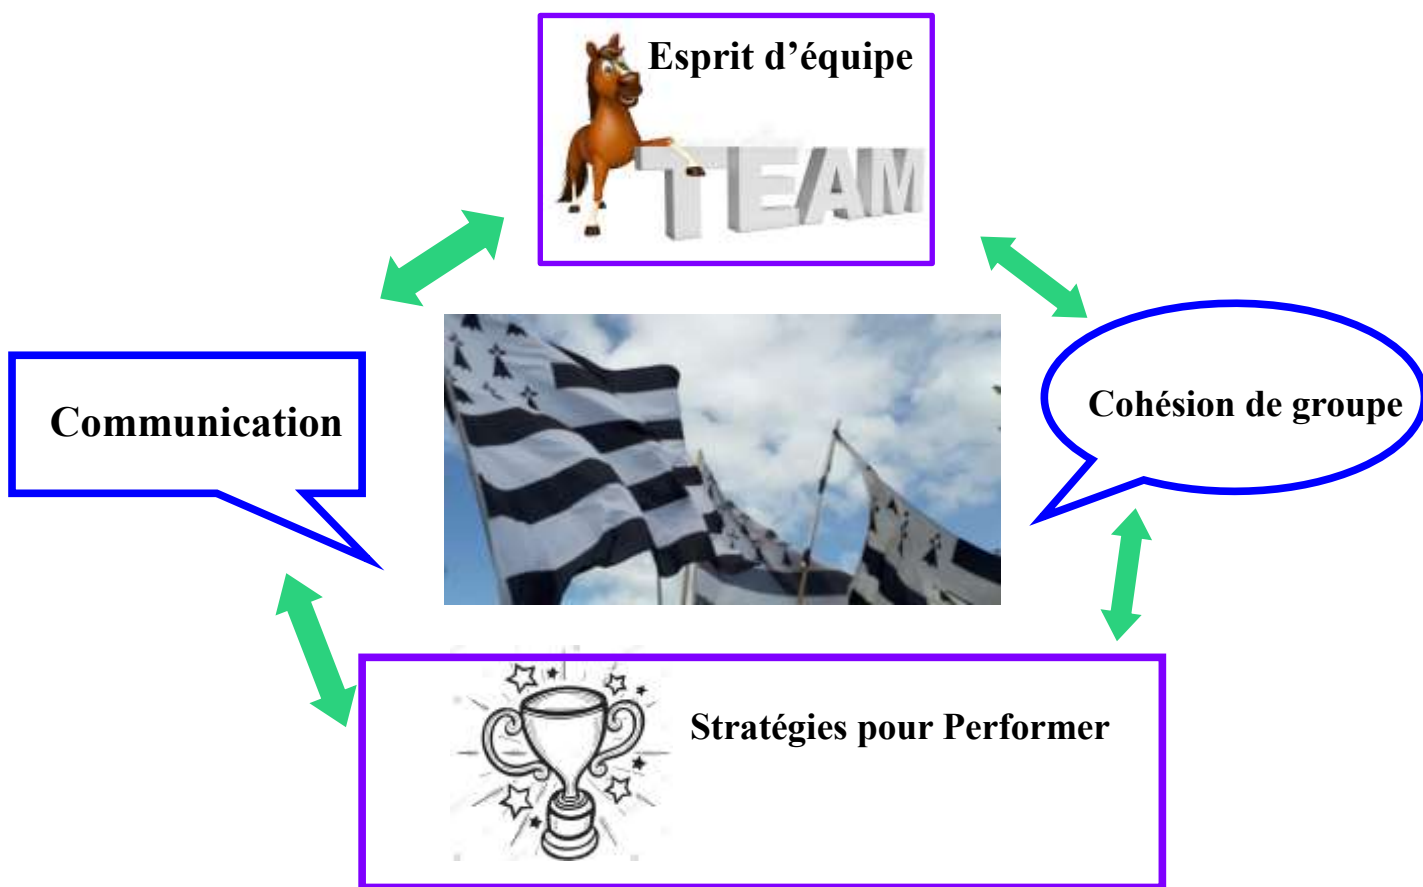 Esprit d’équipe
TEAM
Communication
Cohésion de groupe
Stratégies pour Performer